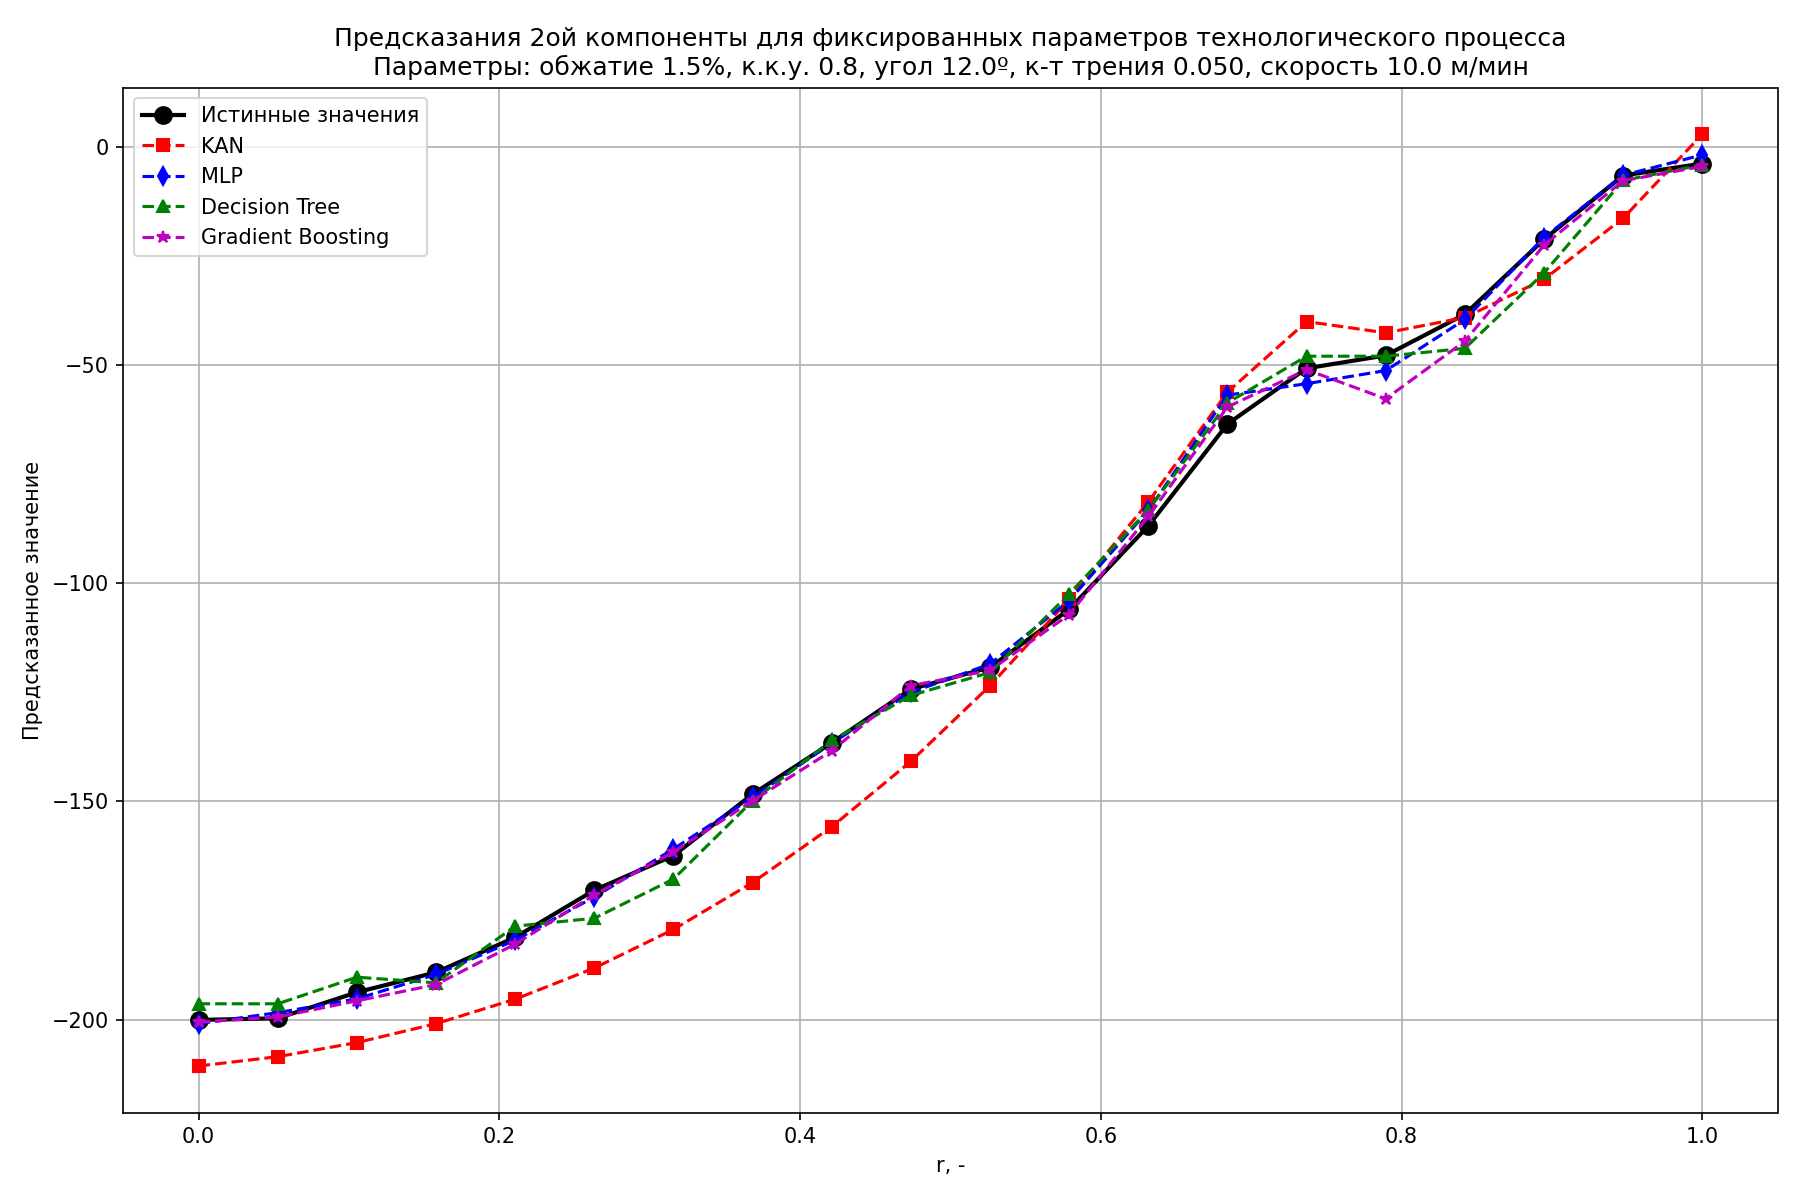 Предсказания 2ой компоненты для фиксированных параметров технологического процесса
Параметры: обжатие 1.5%, к.к.у. 0.8, угол 12.0º, к-т трения 0.050, скорость 10.0 м/мин
Истинные значения
KAN
MLP
Decision Tree
Gradient Boosting
Предсказанное значение
0
−50
−100
−150
−200
0.0
0.2
0.4
0.6
0.8
1.0
r, -